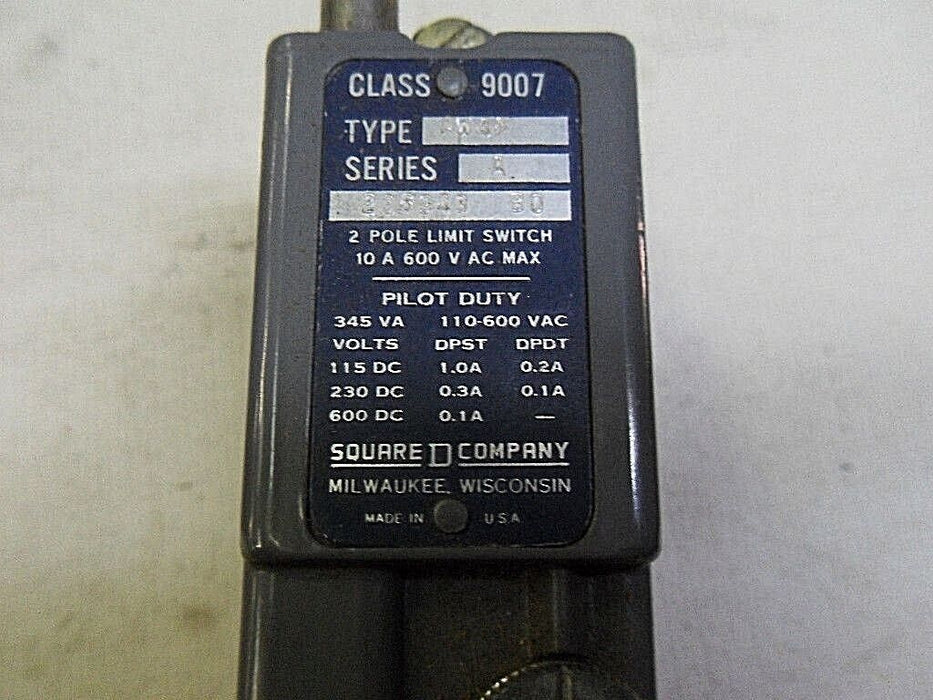 CLASS 9007
TYPE
SERIES A
2 POLE LIMIT SWITCH
10 A 600 V AC MAX
PILOT DUTY
345 VA 110-600 VAC
VOLTS DPST DPDT
115 DC 1.0A 0.2A
230 DC 0.3A 0.1A
600 DC 0.1A —
SQUARE D COMPANY
MILWAUKEE, WISCONSIN
MADE IN U.S.A